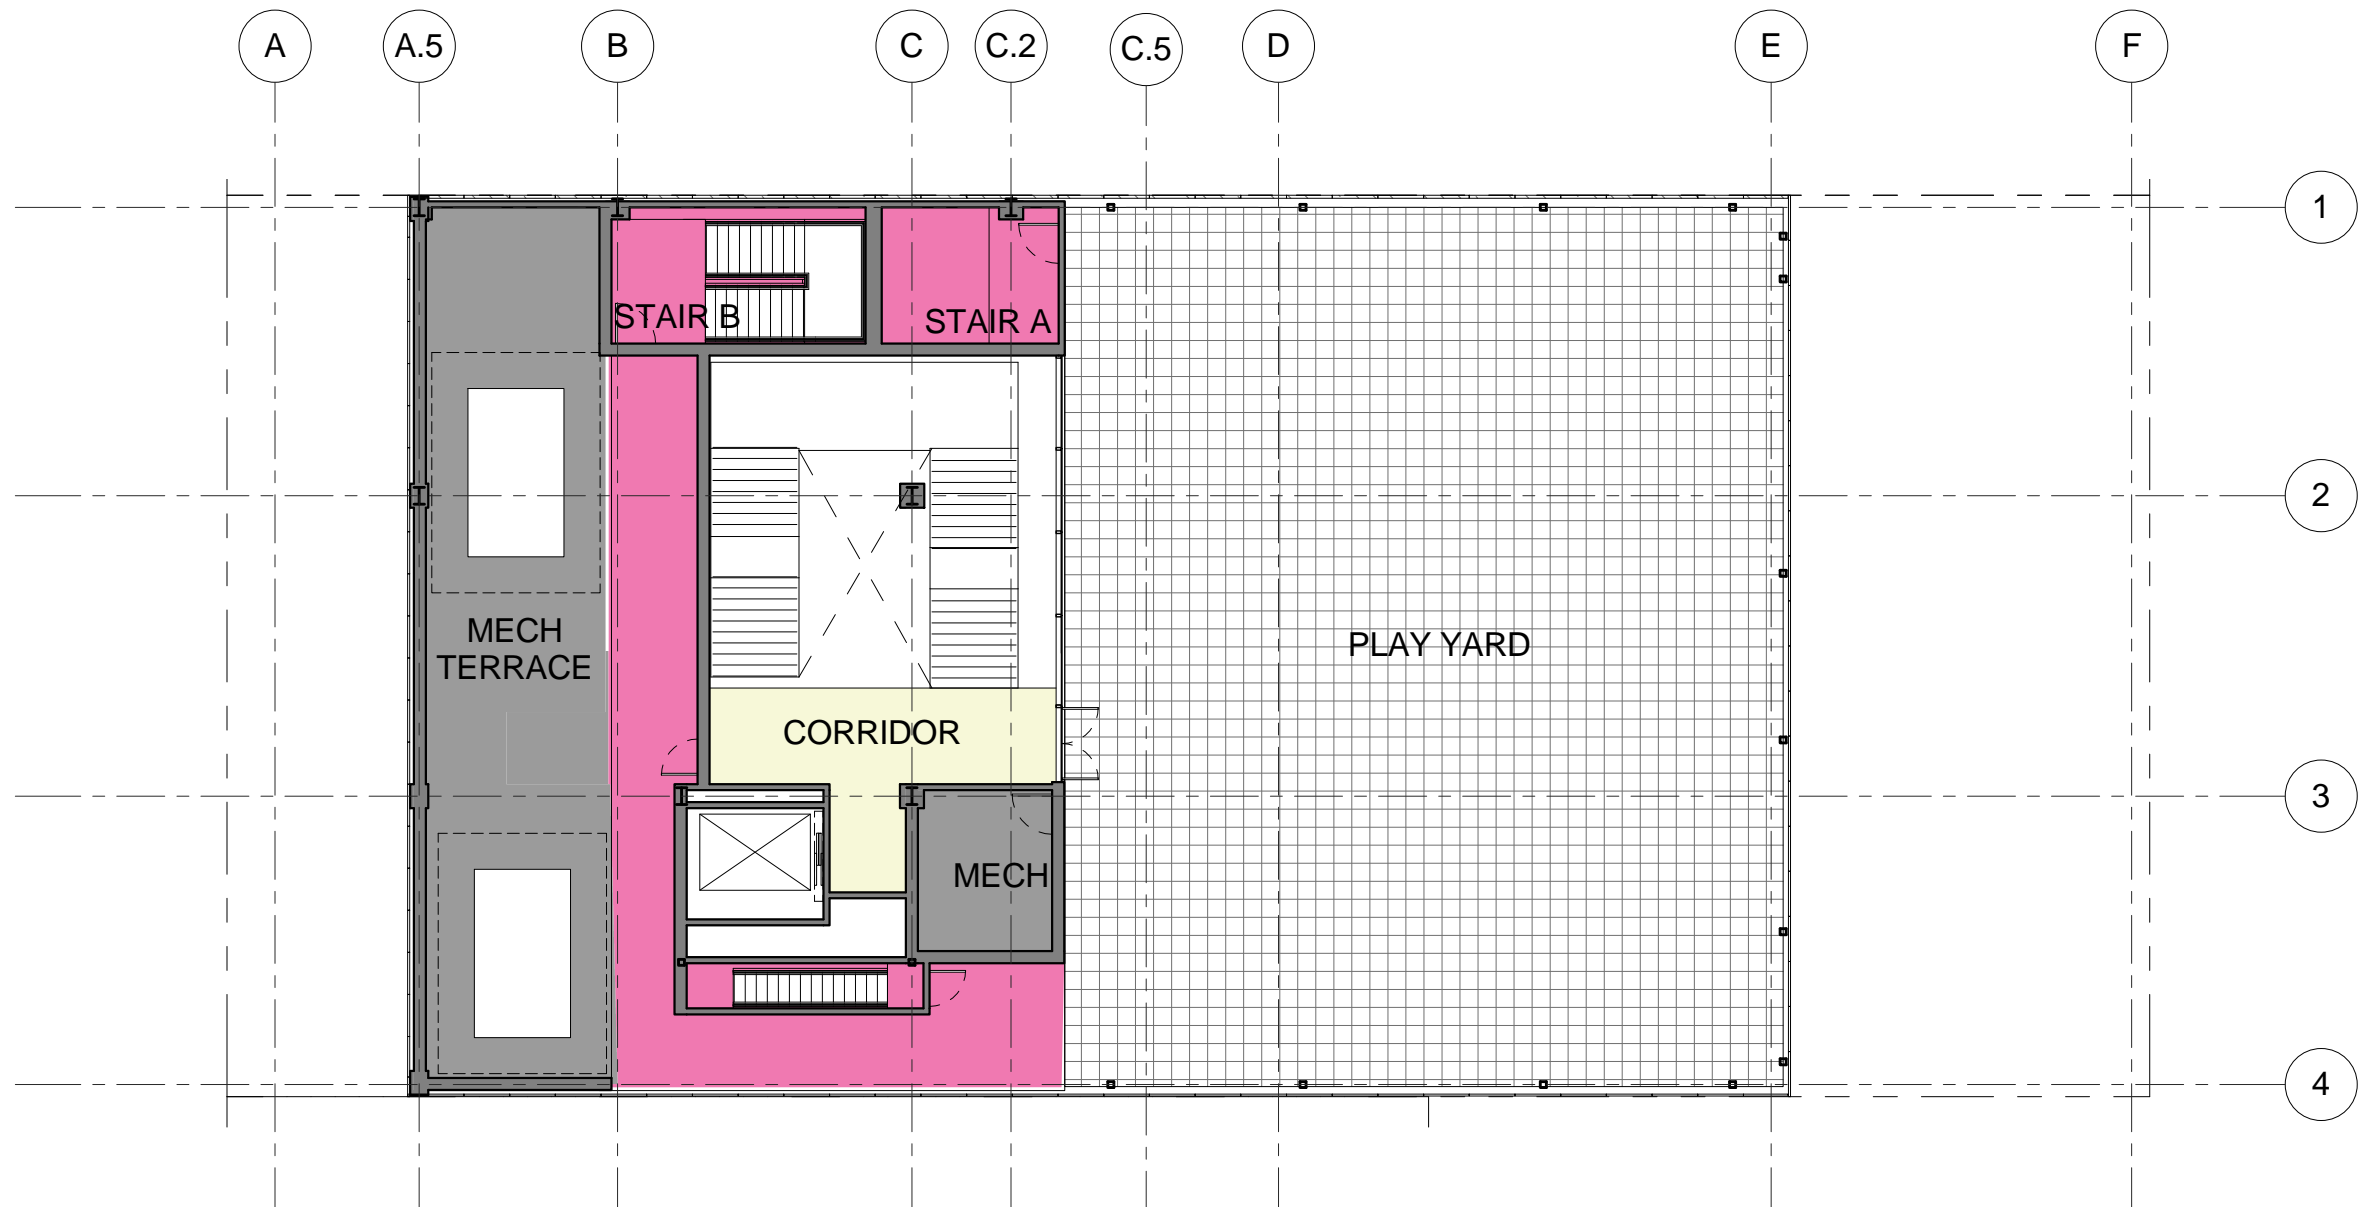 A
A.5
B
C
C.2
C.5
D
E
F
1
STAIR B
STAIR A
2
MECH
TERRACE
PLAY YARD
CORRIDOR
3
MECH
4